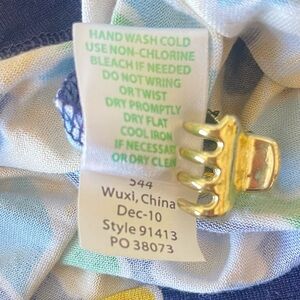 HAND WASH COLD
USE NON-CHLORINE
BLEACH IF NEEDED
DO NOT WRING
OR TWIST
DRY PROMPTLY
DRY FLAT
COOL IRON
IF NECESSARY
OR DRY CLEAN
544
Wuxi, China
Dec-10
Style 91413
PO 38073